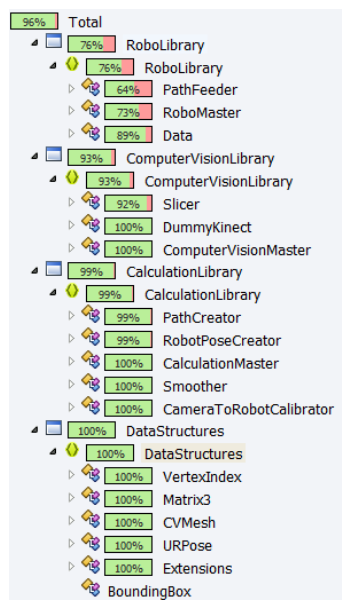 96% Total
76% RoboLibrary
76% RoboLibrary
64% PathFeeder
73% RoboMaster
89% Data
93% ComputerVisionLibrary
93% ComputerVisionLibrary
92% Slicer
100% DummyKinect
100% ComputerVisionMaster
99% CalculationLibrary
99% CalculationLibrary
99% PathCreator
99% RobotPoseCreator
100% CalculationMaster
100% Smoother
100% CameraToRobotCalibrator
100% DataStructures
100% DataStructures
100% VertexIndex
100% Matrix3
100% CVMesh
100% URPose
100% Extensions
BoundingBox